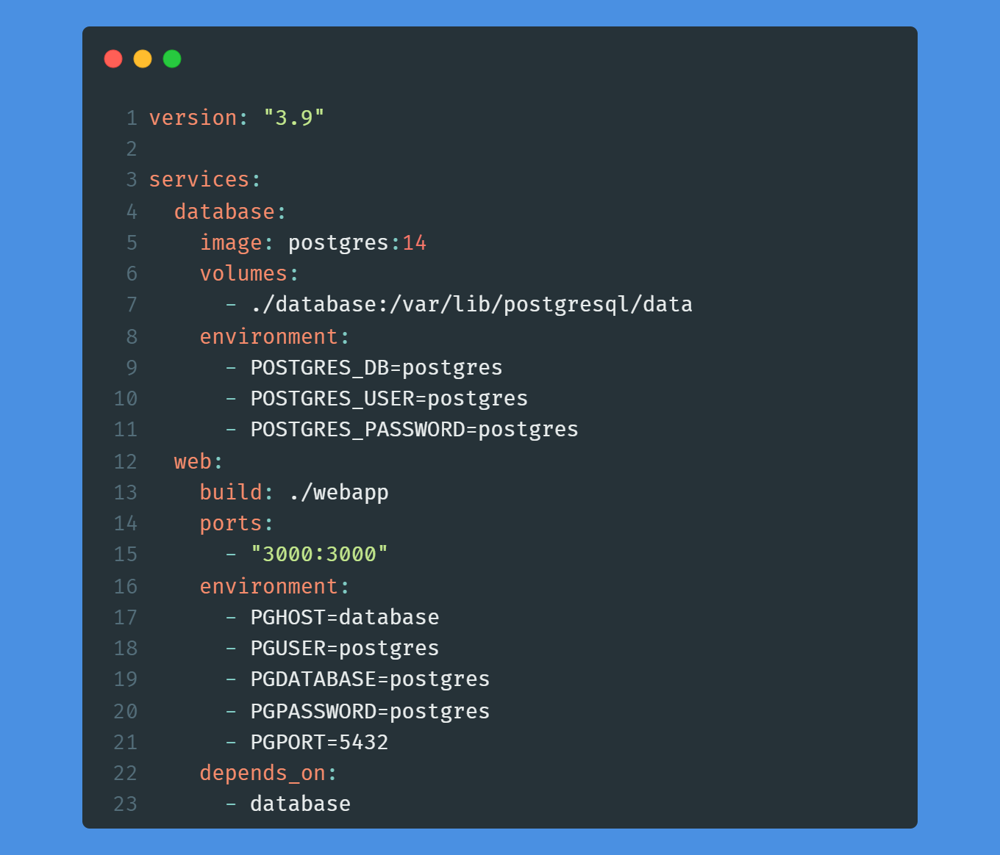 1 version: "3.9"
2
3 services:
4   database:
5     image: postgres:14
6     volumes:
7       - ./database:/var/lib/postgresql/data
8     environment:
9       - POSTGRES_DB=postgres
10       - POSTGRES_USER=postgres
11       - POSTGRES_PASSWORD=postgres
12   web:
13     build: ./webapp
14     ports:
15       - "3000:3000"
16     environment:
17       - PGHOST=database
18       - PGUSER=postgres
19       - PGDATABASE=postgres
20       - PGPASSWORD=postgres
21       - PGPORT=5432
22     depends_on:
23       - database